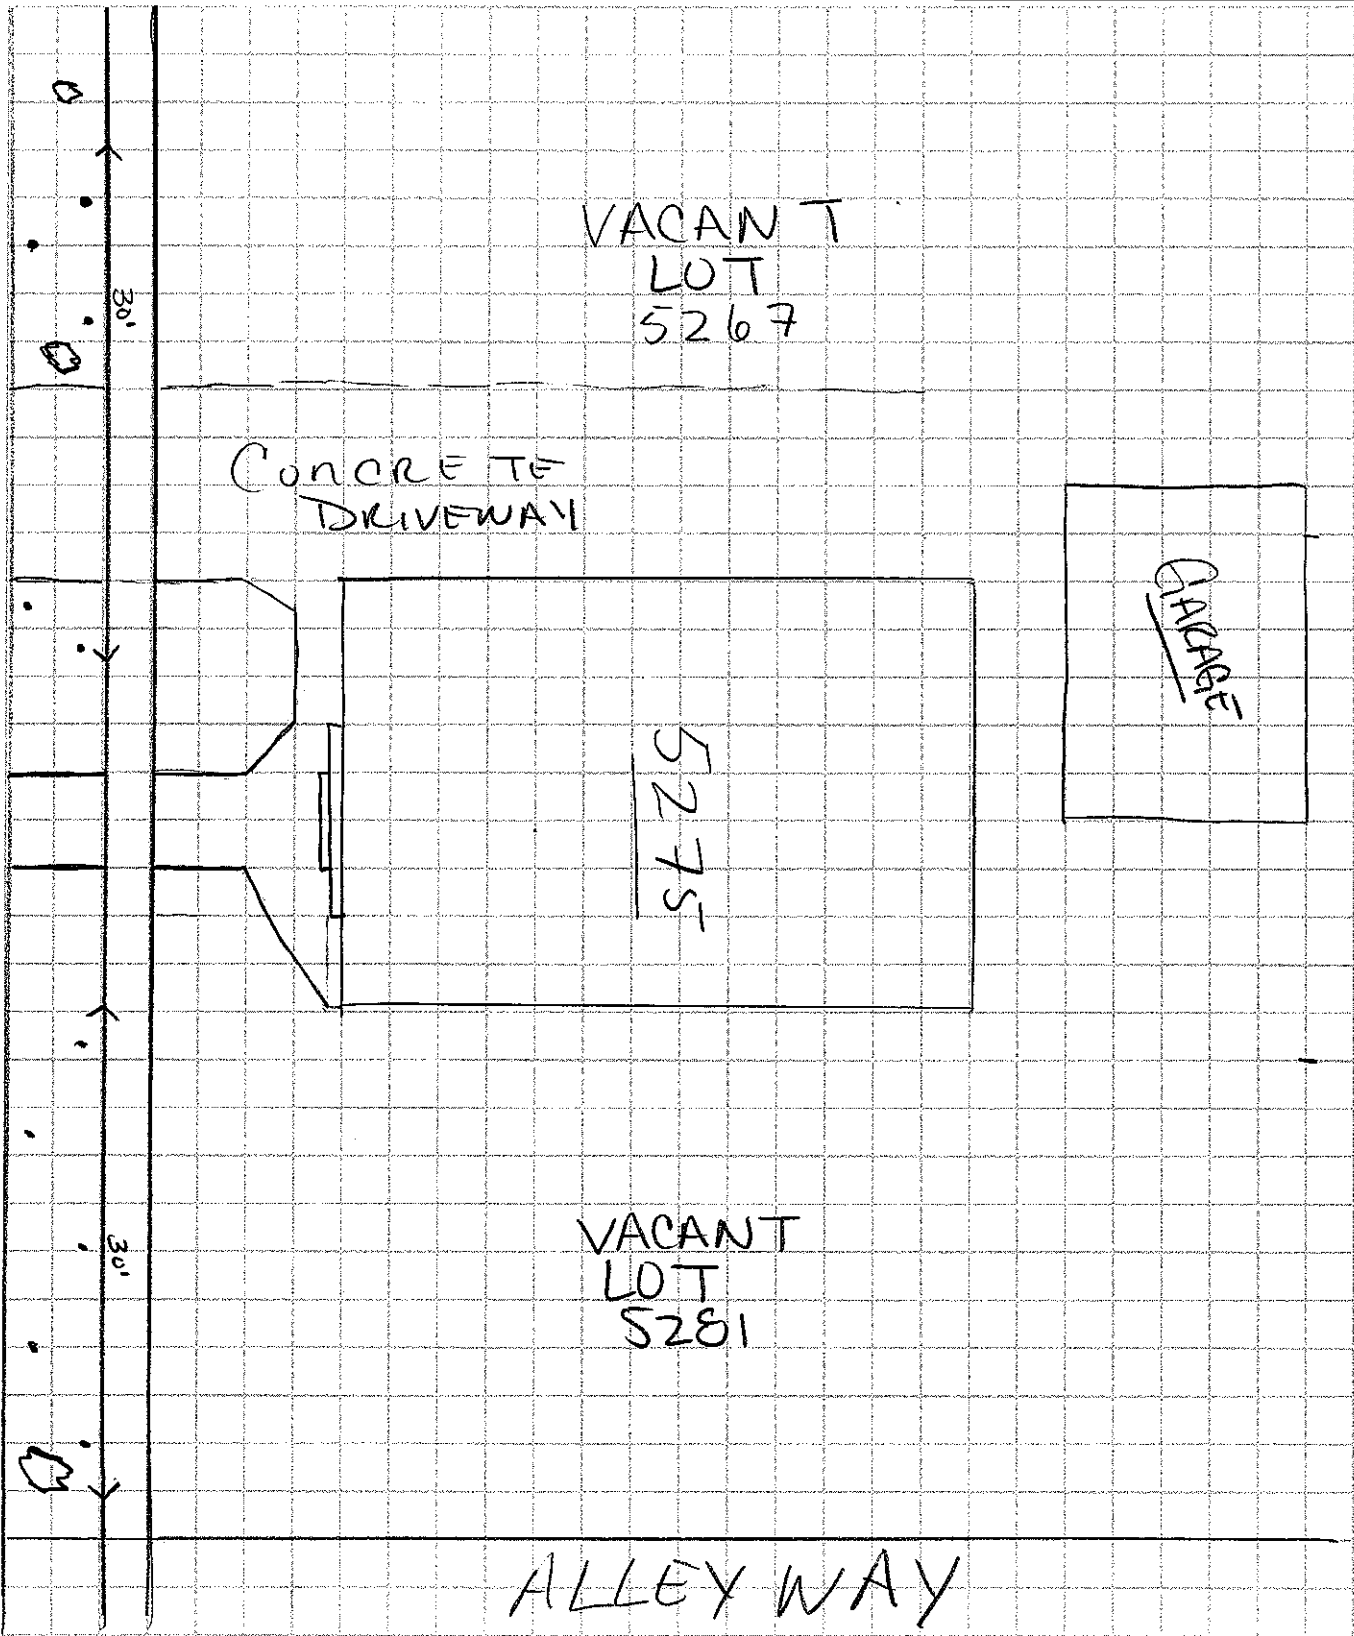 VACANT
LOT
5267
30'
CONCRETE
DRIVEWAY
GARAGE
5275
VACANT
LOT
5281
30'
ALLEY WAY